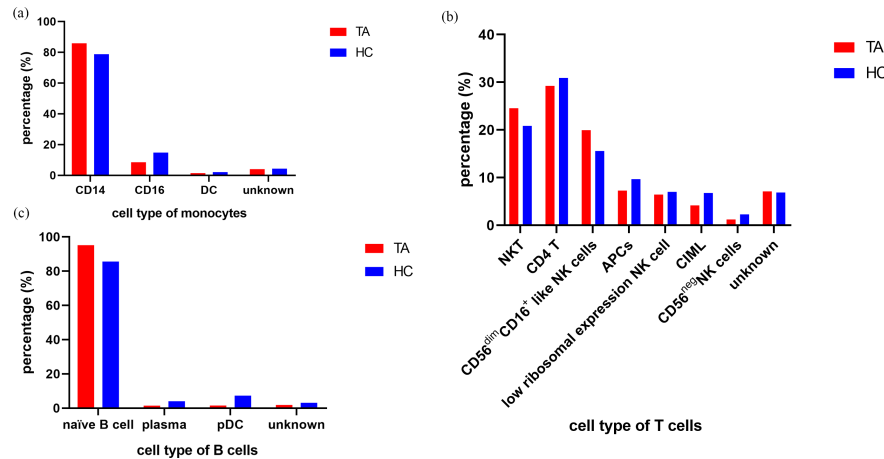 (a)
100
80
60
40
20
0
percentage (%)
CD14
CD16
DC
unknown
cell type of monocytes
TA
HC
(b)
40
30
20
10
0
percentage (%)
NKT
CD4 T
CD56dimCD16+ like NK cells
APCs
low ribosomal expression NK cell
CIML
CD56negNK cells
unknown
cell type of T cells
TA
HC
(c)
100
80
60
40
20
0
percentage (%)
naïve B cell
plasma
pDC
unknown
cell type of B cells
TA
HC